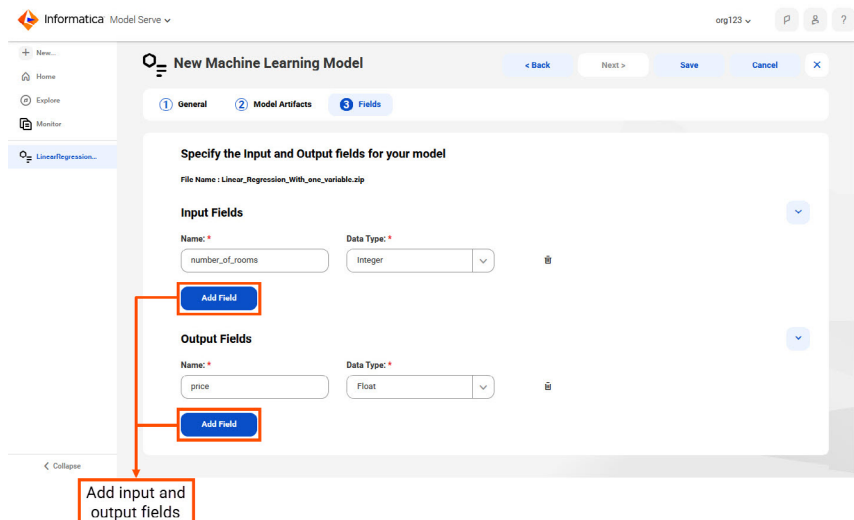 Informatica Model Serve
org123
?
New...
Home
Explore
Monitor
LinearRegression...
Collapse
New Machine Learning Model
< Back
Next >
Save
Cancel
1 General
2 Model Artifacts
3 Fields
Specify the Input and Output fields for your model
File Name : Linear_Regression_With_one_variable.zip
Input Fields
Name: * Data Type: *
number_of_rooms Integer
Add Field
Output Fields
Name: * Data Type: *
price Float
Add Field
Add input and
output fields